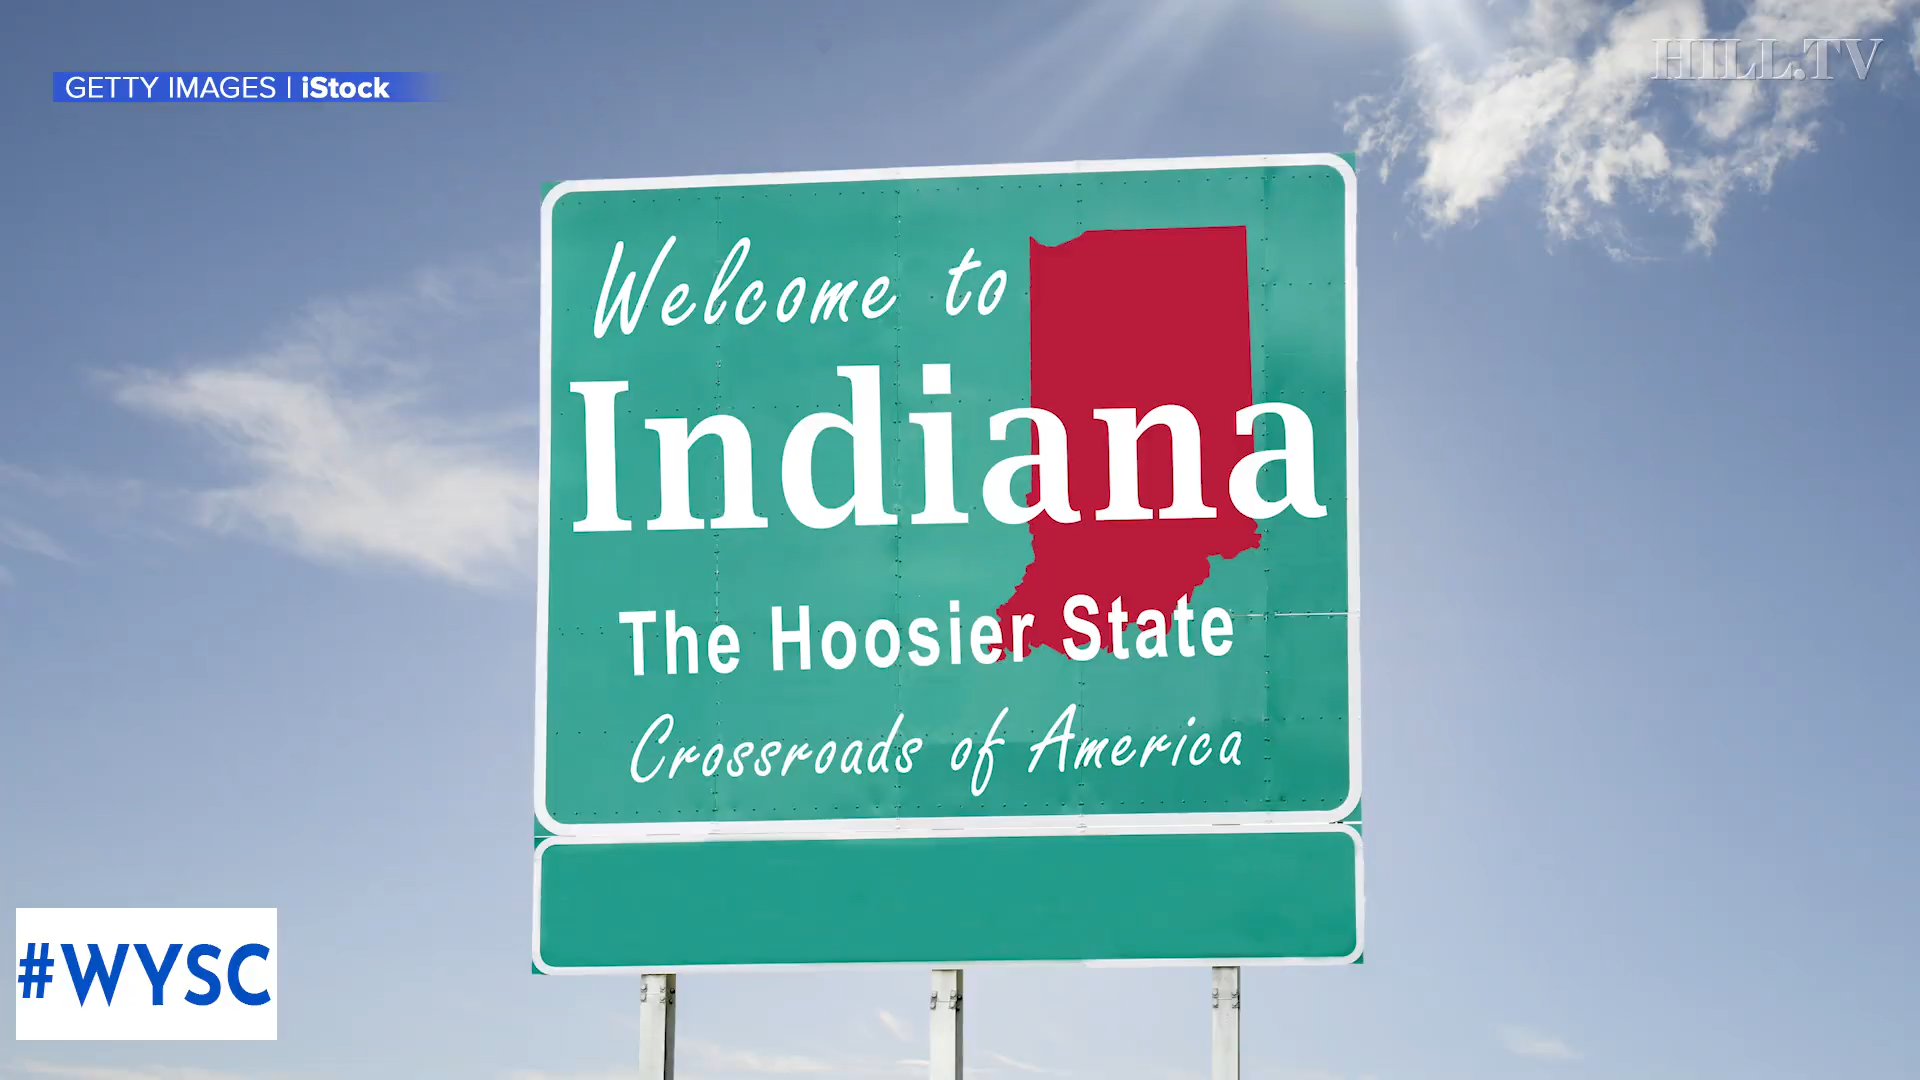 GETTY IMAGES | iStock
HILL.TV
Welcome to
Indiana
The Hoosier State
Crossroads of America
#WYSC